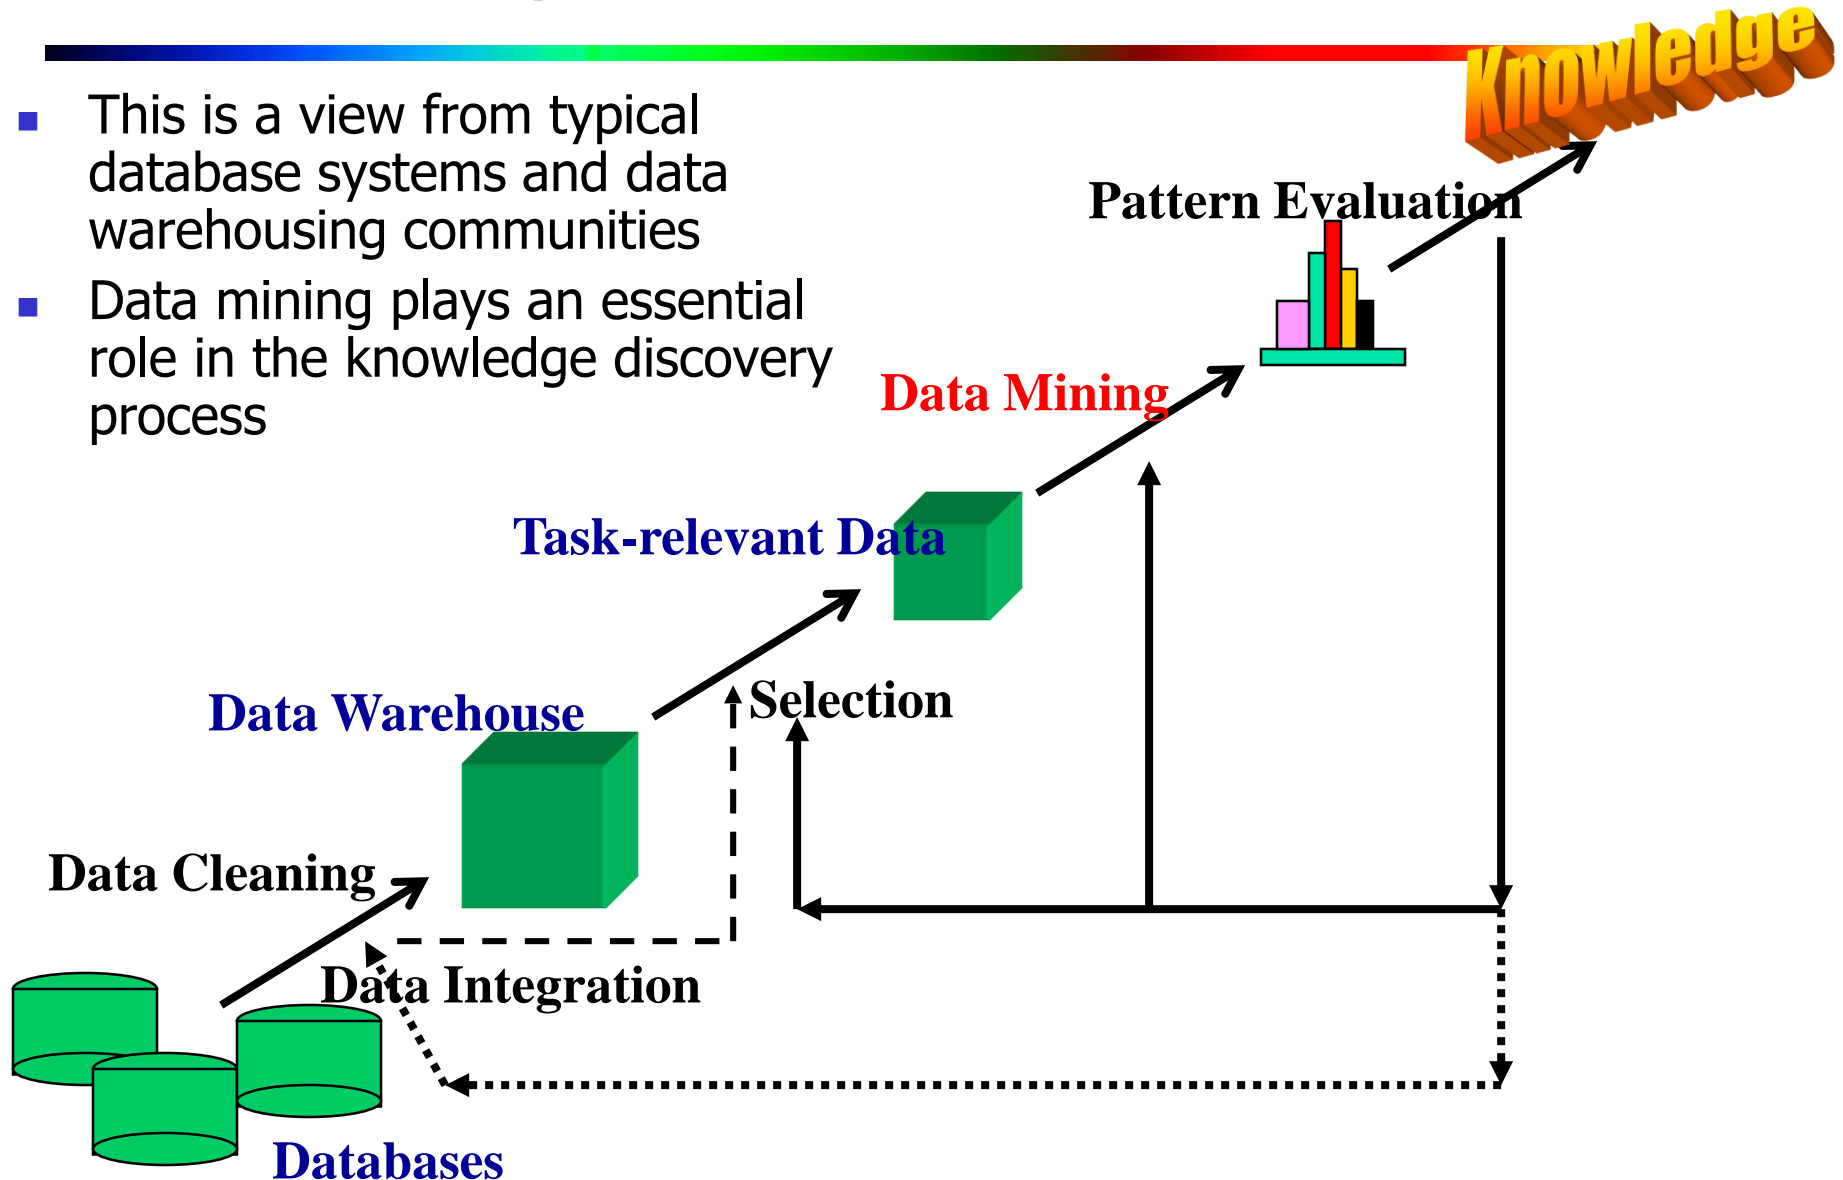 Knowledge
This is a view from typical
database systems and data
warehousing communities
Data mining plays an essential
role in the knowledge discovery
process
Pattern Evaluation
Data Mining
Task-relevant Data
Selection
Data Warehouse
Data Cleaning
Data Integration
Databases